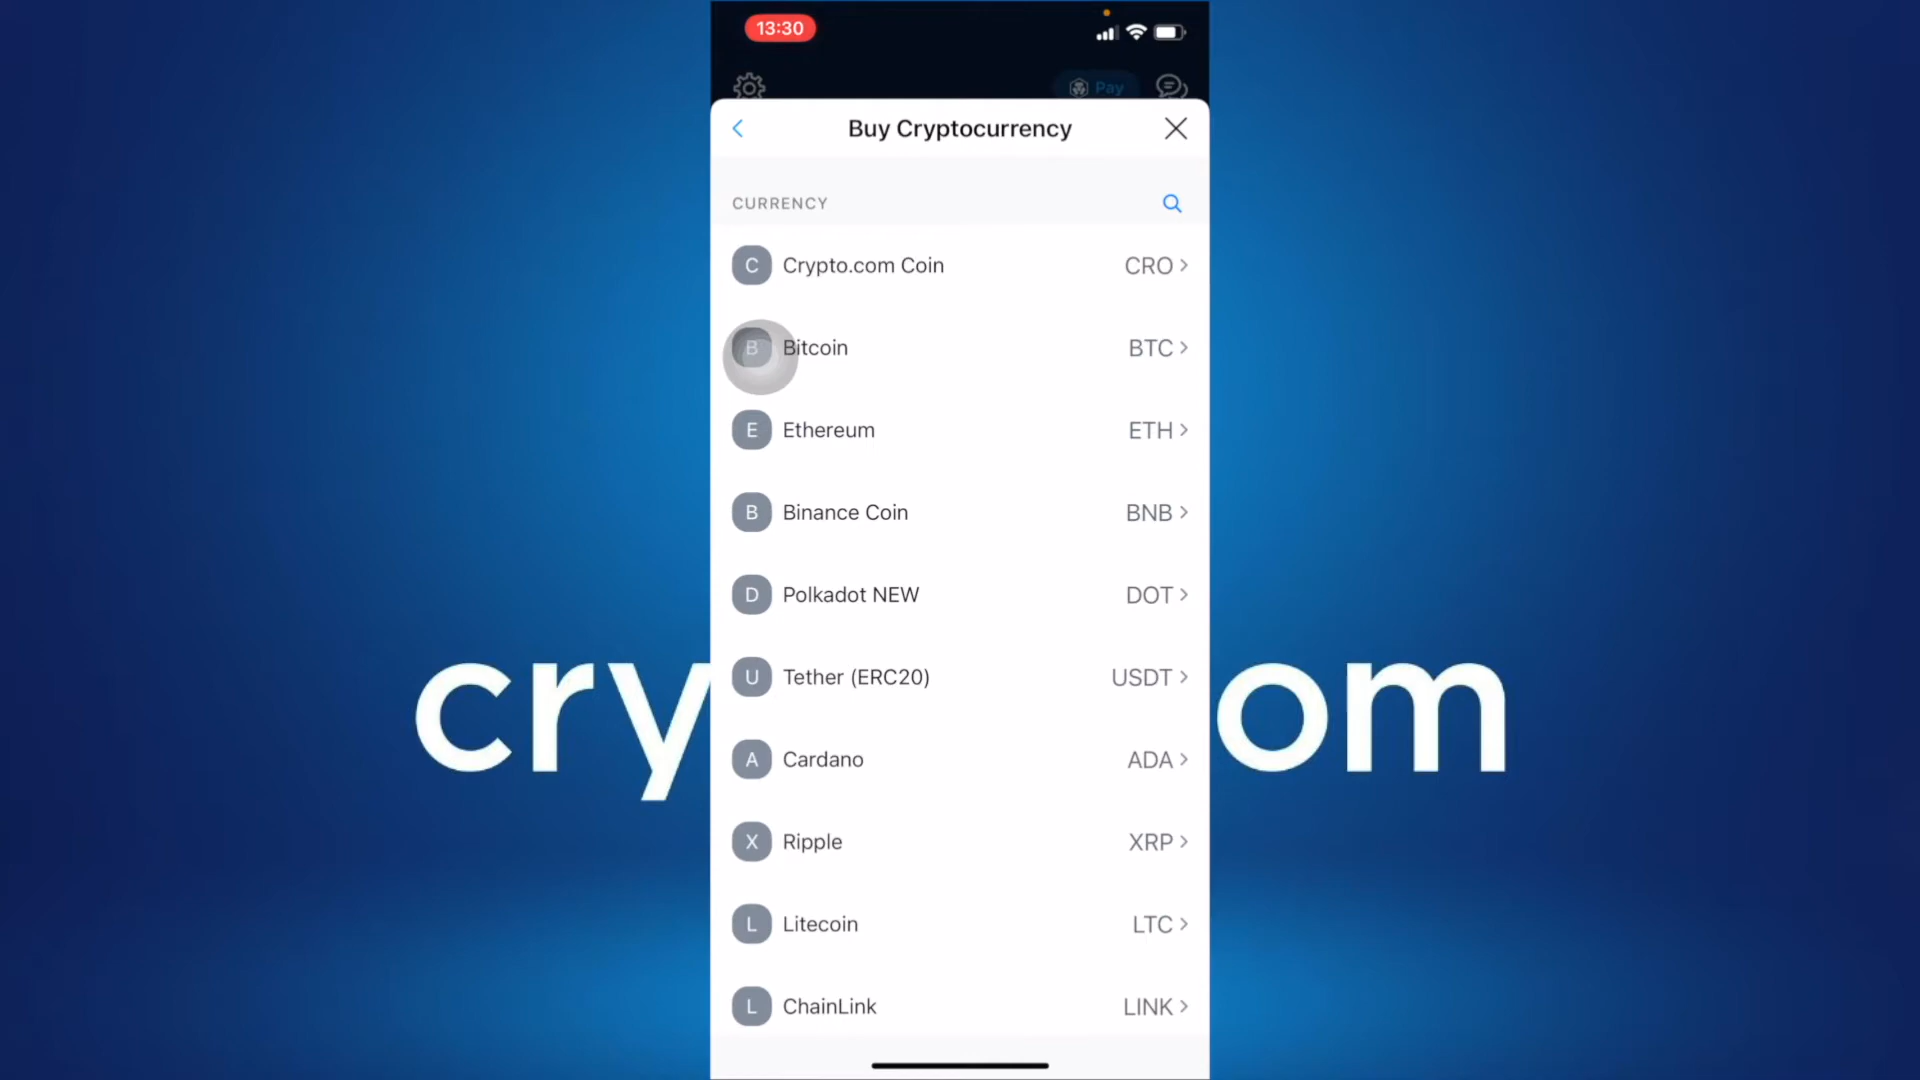 13:30
Pay
Buy Cryptocurrency
CURRENCY
C Crypto.com Coin CRO
B Bitcoin BTC
E Ethereum ETH
B Binance Coin BNB
D Polkadot NEW DOT
U Tether (ERC20) USDT
cry om
A Cardano ADA
X Ripple XRP
L Litecoin LTC
L ChainLink LINK